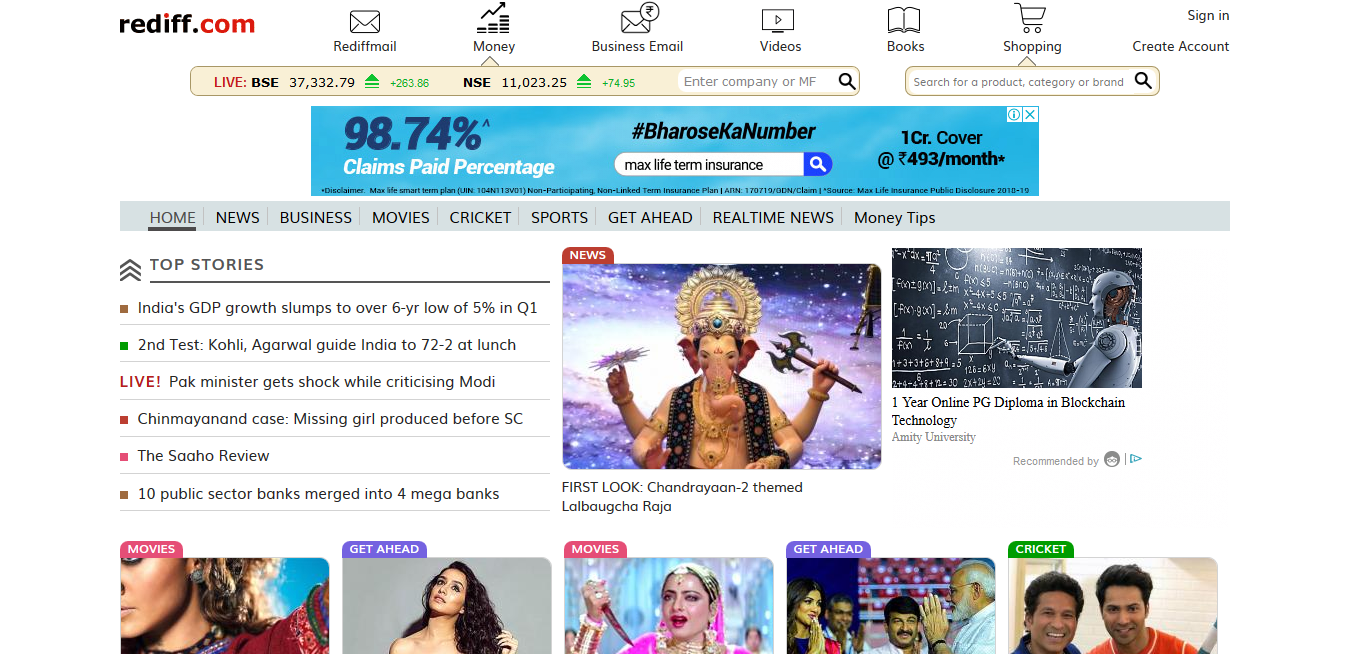 rediff.com
Rediffmail
Money
Business Email
Videos
Books
Shopping
Sign in
Create Account
LIVE: BSE 37,332.79 +263.86 NSE 11,023.25 +74.95
Enter company or MF
Search for a product, category or brand
98.74%^
Claims Paid Percentage
#BharoseKaNumber
max life term insurance
1Cr. Cover
@ ₹493/month*
*Disclaimer. Max life smart term plan (UIN: 104N113V01) Non-Participating, Non-Linked Term Insurance Plan | ARN: 170719/GDN/Claim | ^Source: Max Life Insurance Public Disclosure 2018-19
HOME NEWS BUSINESS MOVIES CRICKET SPORTS GET AHEAD REALTIME NEWS Money Tips
TOP STORIES
India's GDP growth slumps to over 6-yr low of 5% in Q1
2nd Test: Kohli, Agarwal guide India to 72-2 at lunch
LIVE! Pak minister gets shock while criticising Modi
Chinmayanand case: Missing girl produced before SC
The Saaho Review
10 public sector banks merged into 4 mega banks
NEWS
FIRST LOOK: Chandrayaan-2 themed
Lalbaugcha Raja
1 Year Online PG Diploma in Blockchain
Technology
Amity University
Recommended by
MOVIES
GET AHEAD
MOVIES
GET AHEAD
CRICKET